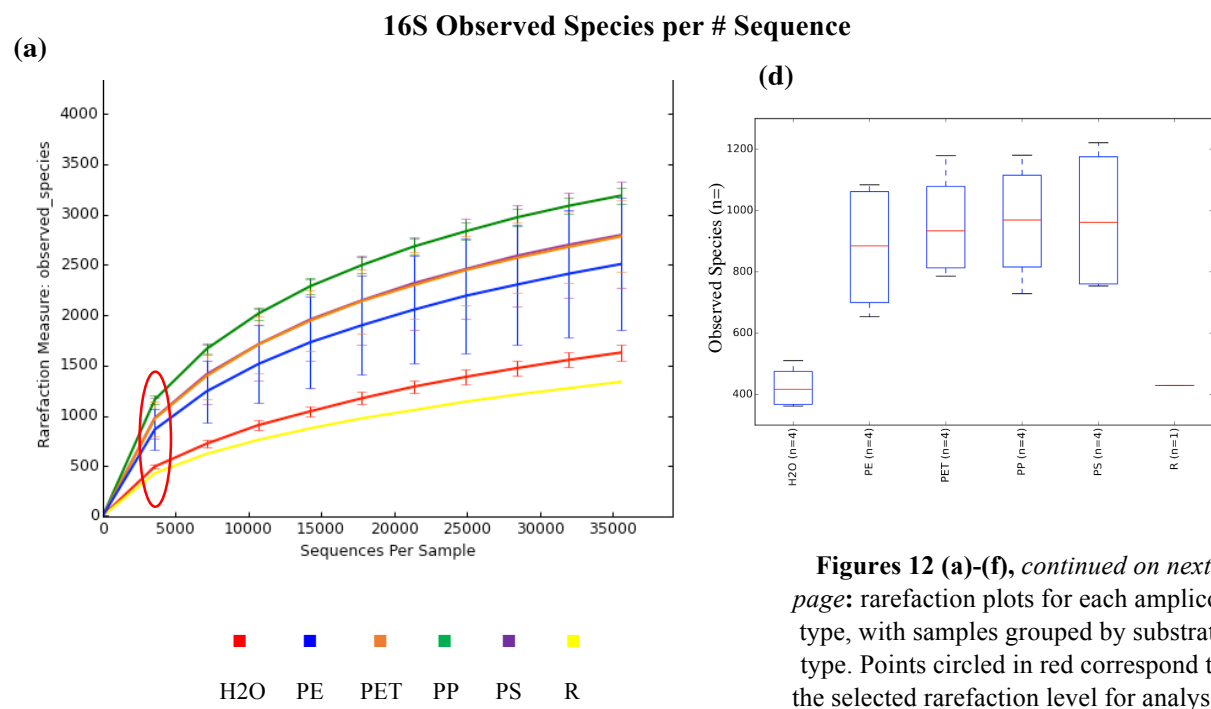 16S Observed Species per # Sequence
(a)
4000
3500
3000
2500
2000
1500
1000
500
0
Rarefaction Measure: observed_species
0 5000 10000 15000 20000 25000 30000 35000
Sequences Per Sample
H2O PE PET PP PS R
(d)
1200
1000
800
600
400
Observed Species (n=)
H2O (n=4) PE (n=4) PET (n=4) PP (n=4) PS (n=4) R (n=1)
Figures 12 (a)-(f), continued on next
page: rarefaction plots for each amplico
type, with samples grouped by substrat
type. Points circled in red correspond t
the selected rarefaction level for analys